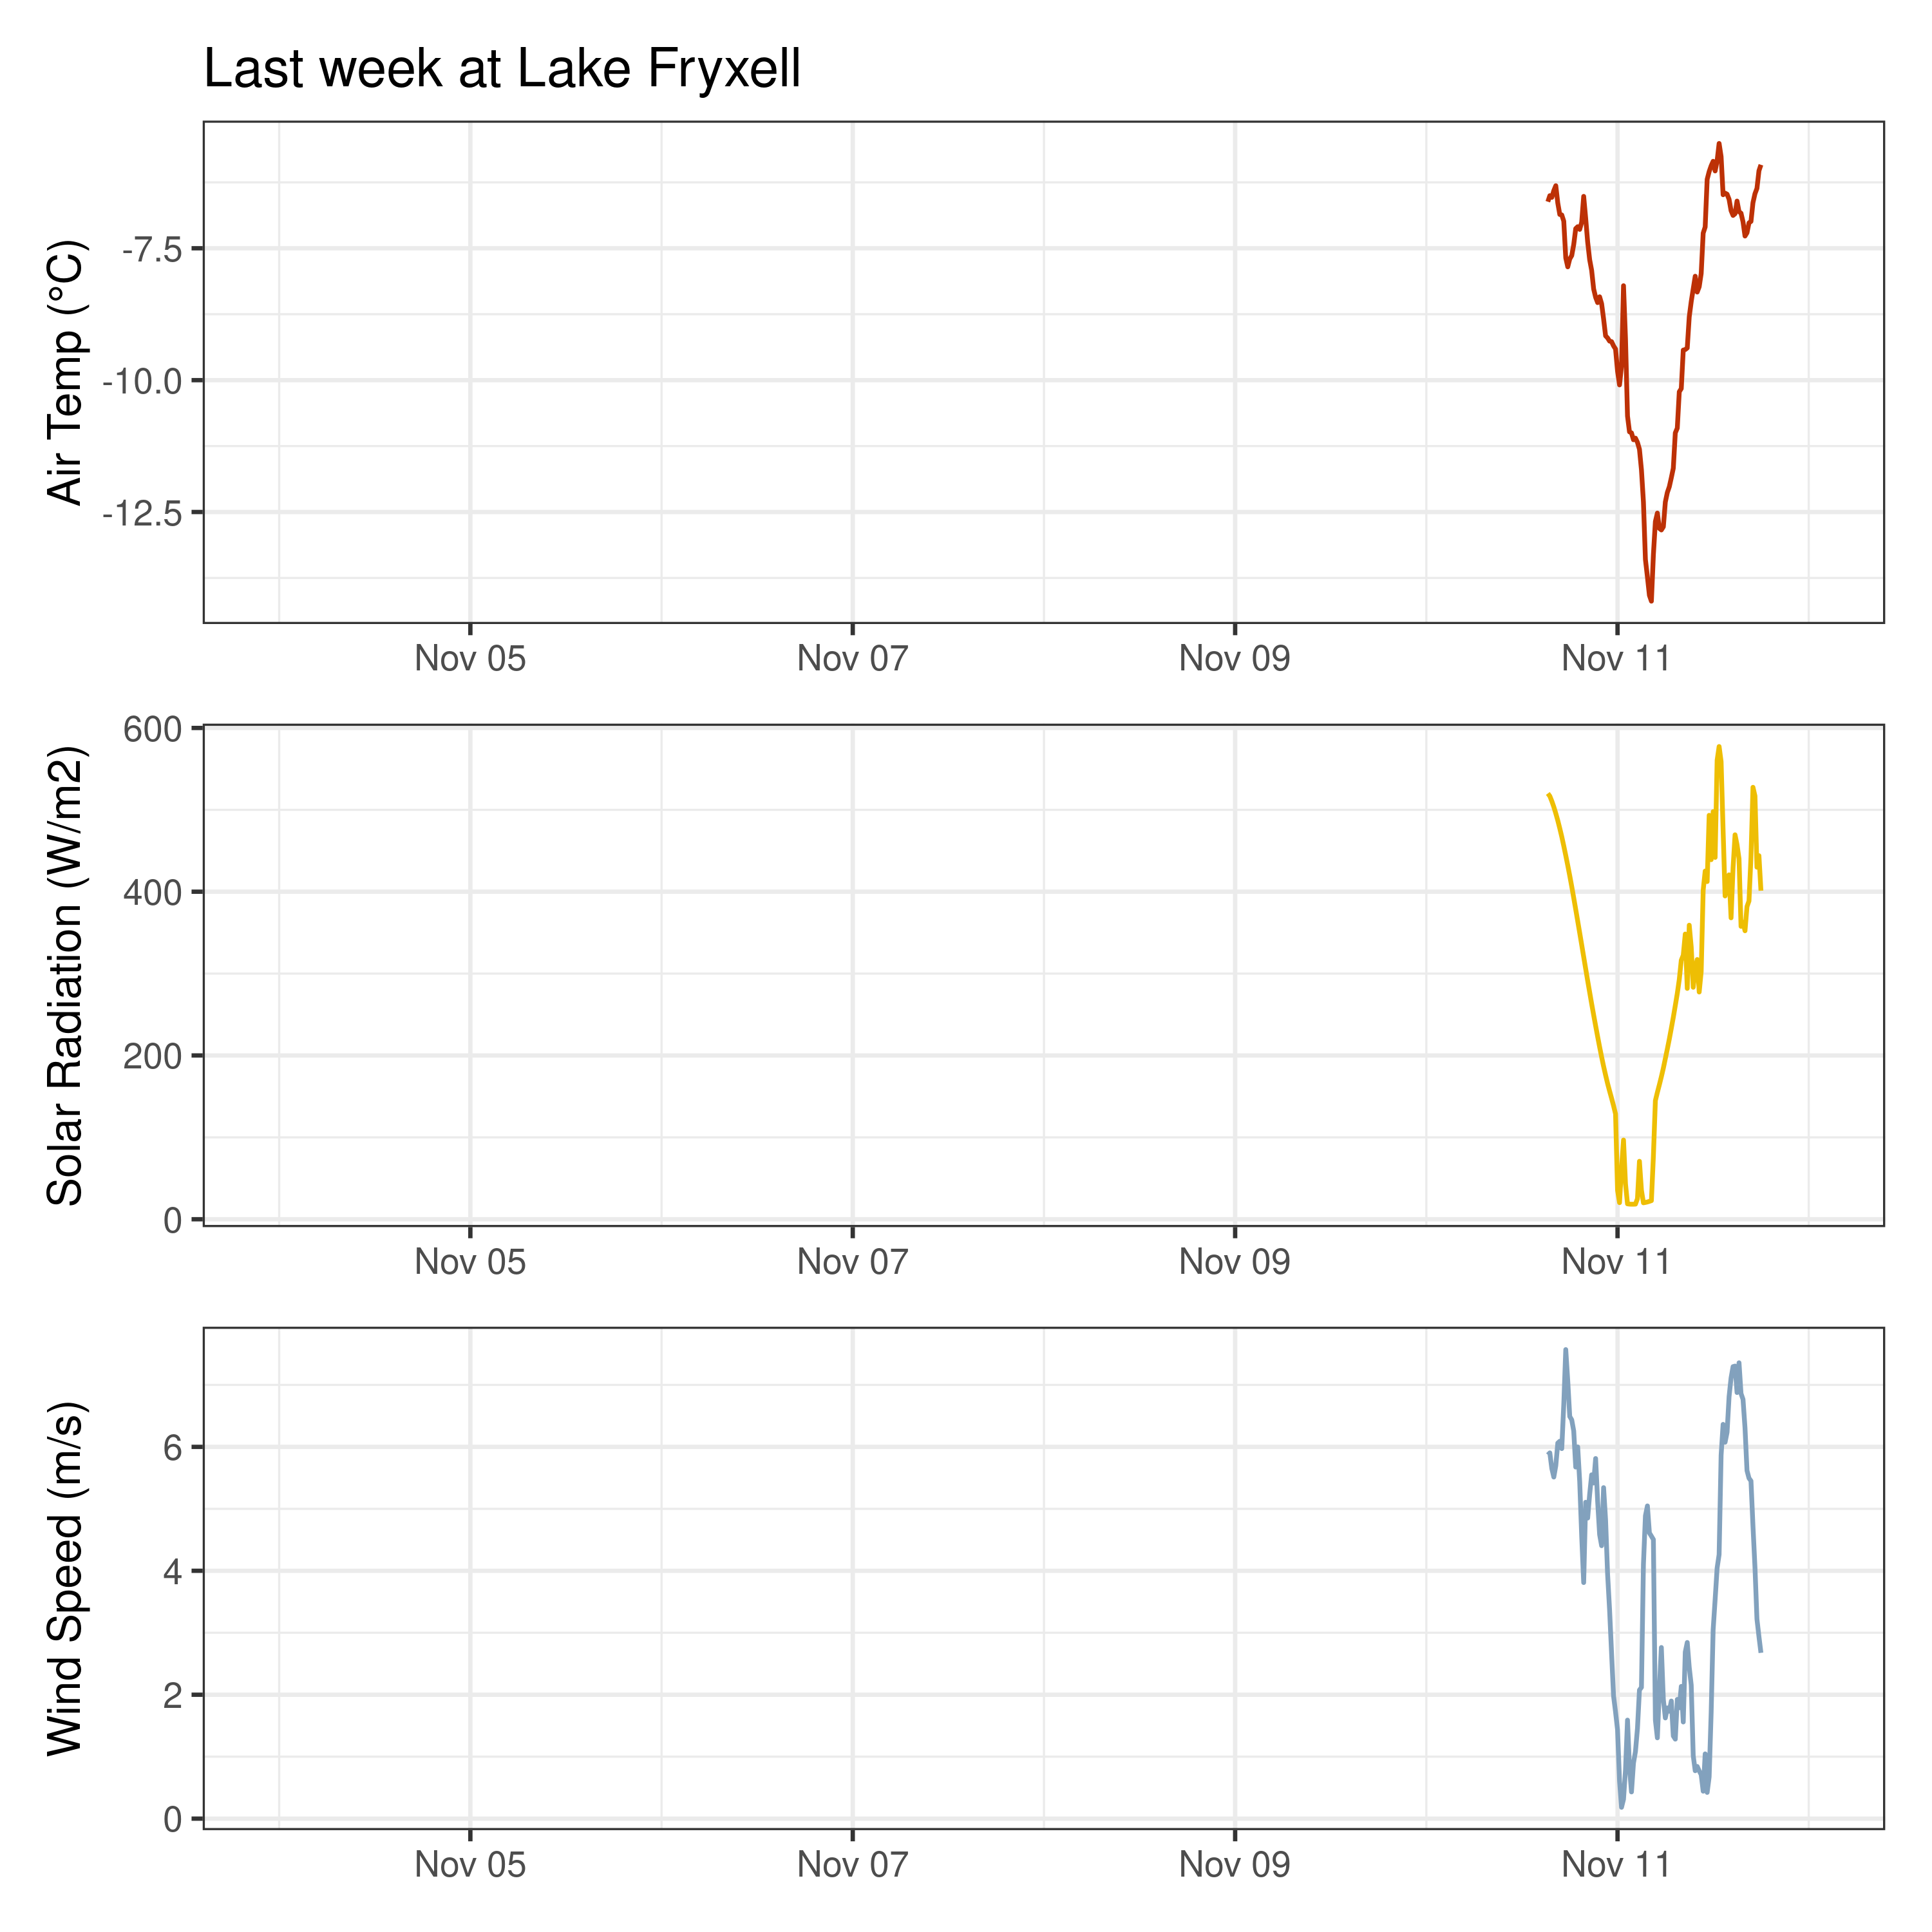 Last week at Lake Fryxell
Air Temp (°C)
-7.5
-10.0
-12.5
Nov 05 Nov 07 Nov 09 Nov 11
Solar Radiation (W/m2)
600
400
200
0
Nov 05 Nov 07 Nov 09 Nov 11
Wind Speed (m/s)
6
4
2
0
Nov 05 Nov 07 Nov 09 Nov 11